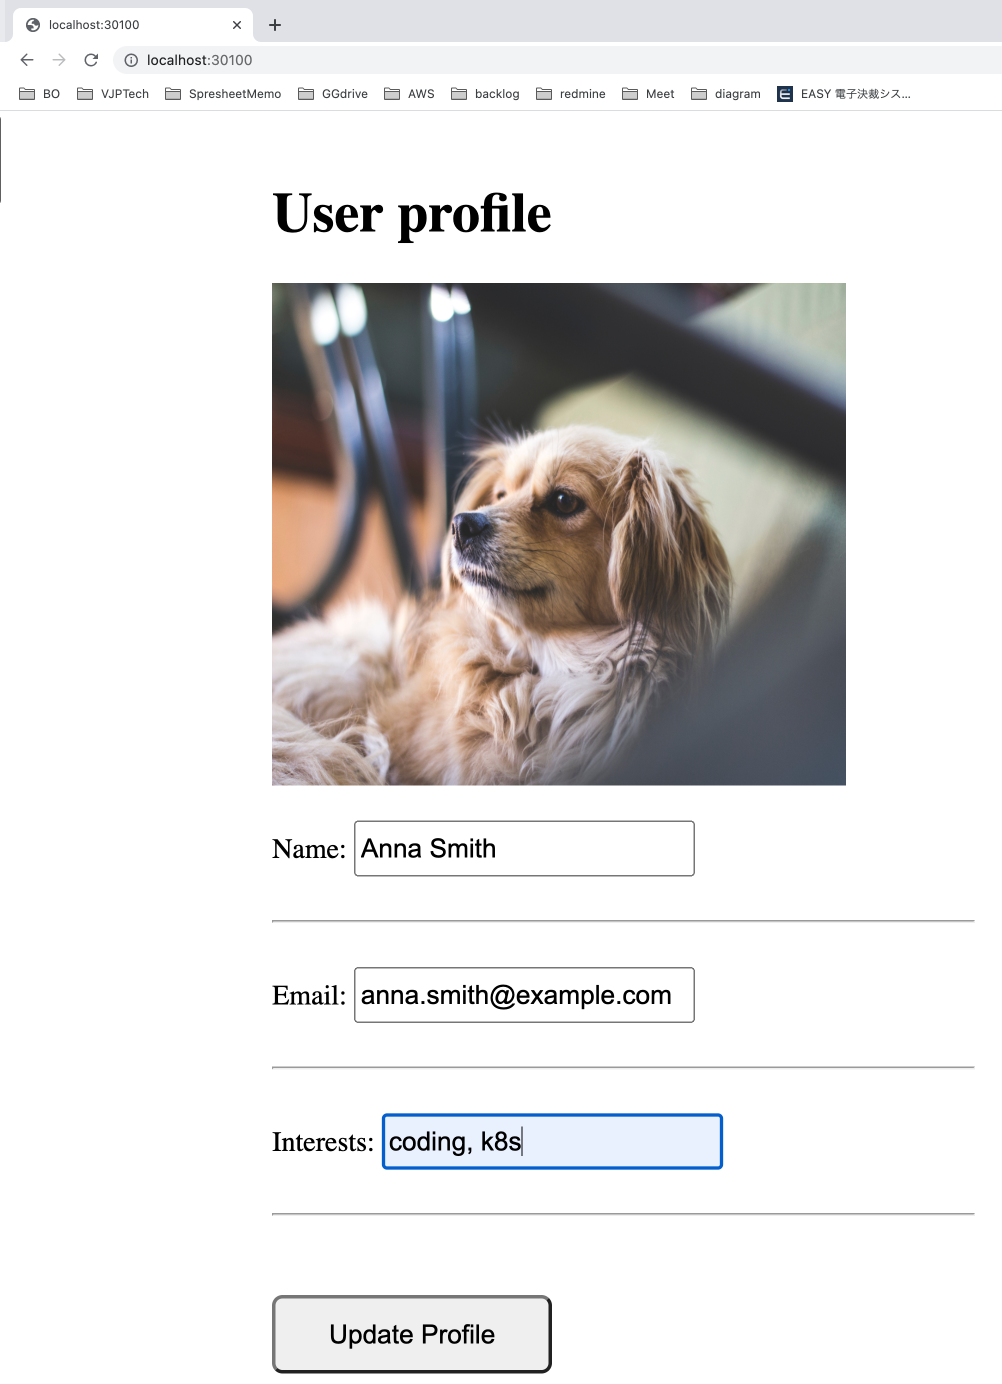 localhost:30100
localhost:30100
BO VJPTech SpresheetMemo GGdrive AWS backlog redmine Meet diagram EASY 電子決裁シス...
User profile
Name: Anna Smith
Email: anna.smith@example.com
Interests: coding, k8s
Update Profile